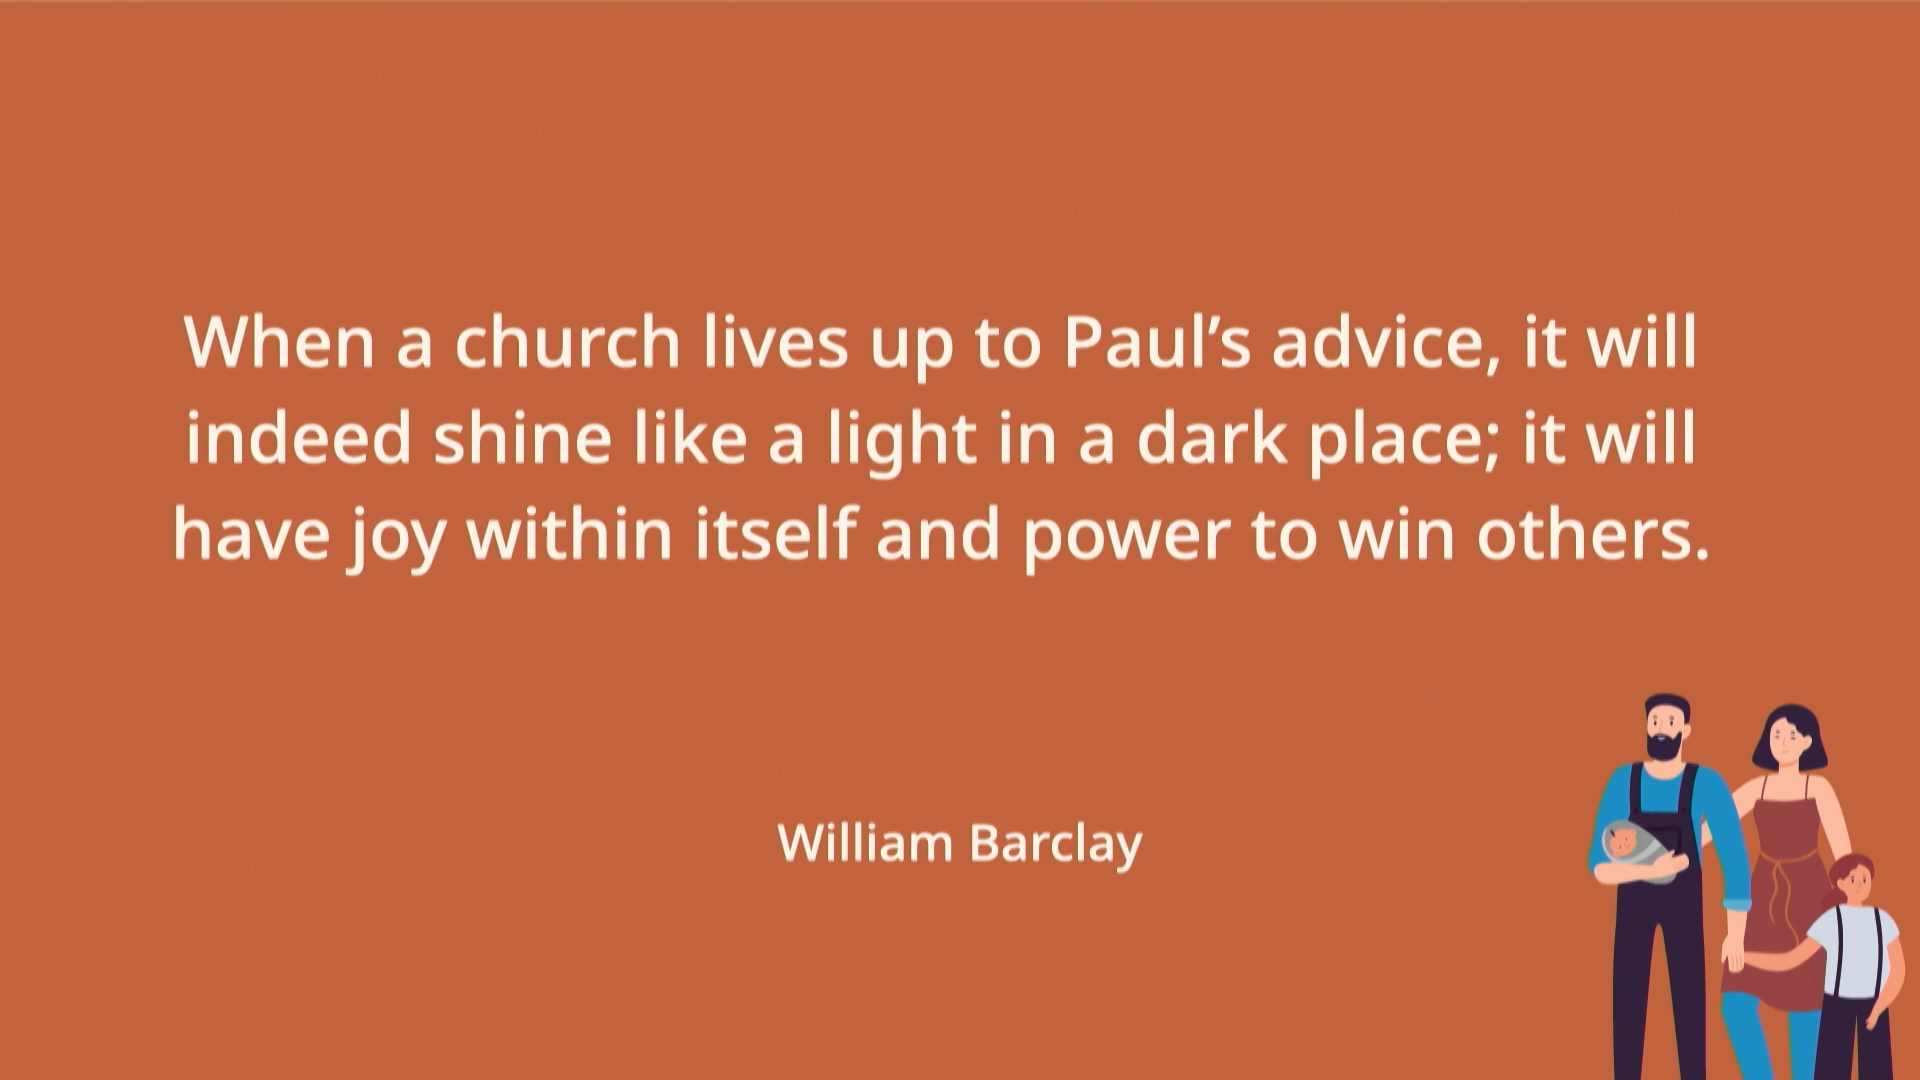 When a church lives up to Paul’s advice, it will
indeed shine like a light in a dark place; it will
have joy within itself and power to win others.
William Barclay